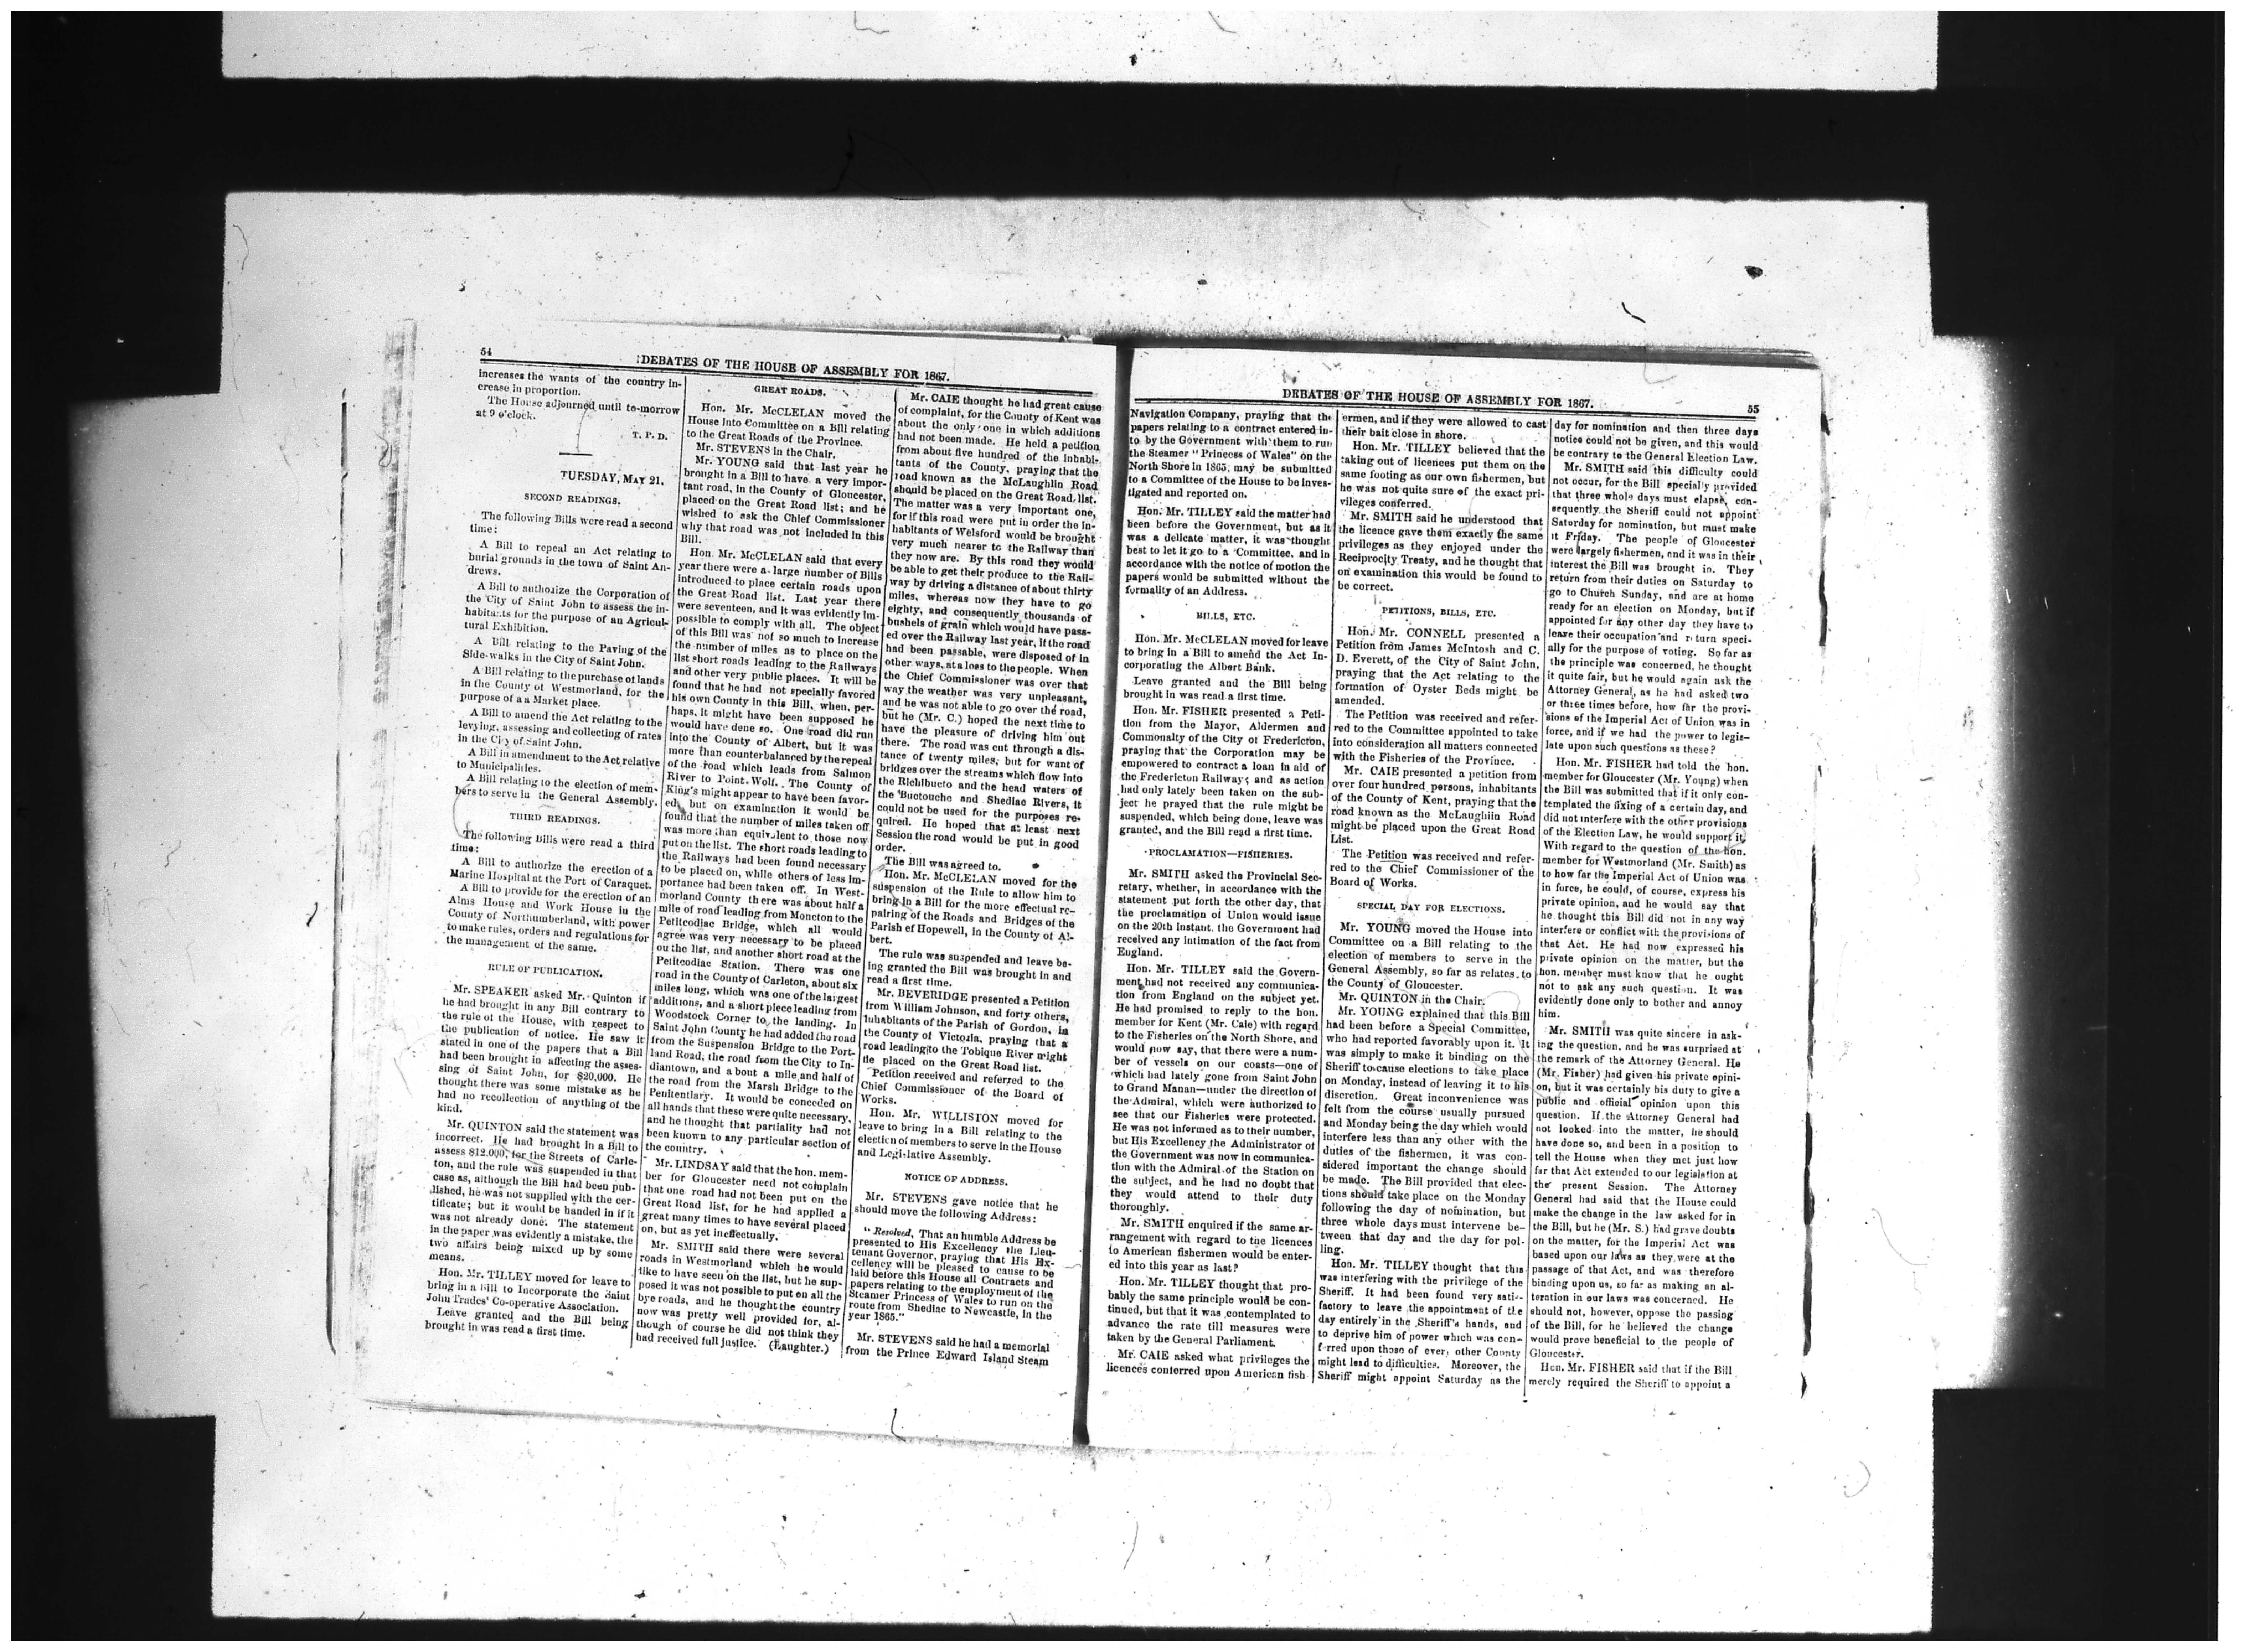 54
DEBATES OF THE HOUSE OF ASSEMBLY FOR 1867.
increases the wants of the country in-
crease in proportion.
The House adjourned until to-morrow
at 9 o'clock.
T. P. D.
TUESDAY, MAY 21.
SECOND READINGS.
The following Bills were read a second
time:
A Bill to repeal an Act relating to
burial grounds in the town of Saint An-
drews.
A Bill to authorize the Corporation of
the City of Saint John to assess the in-
habitants for the purpose of an Agricul-
tural Exhibition.
A Bill relating to the Paving of the
Side-walks in the City of Saint John.
A Bill relating to the purchase of lands
in the County of Westmorland, for the
purpose of a a Market place.
A Bill to amend the Act relating to the
levying, assessing and collecting of rates
in the City of Saint John.
A Bill in amendment to the Act relative
to Municipalities.
A Bill relating to the election of mem-
bers to serve in the General Assembly.
THIRD READINGS.
The following Bills were read a third
time:
A Bill to authorize the erection of a
Marine Hospital at the Port of Caraquet.
A Bill to provide for the erection of an
Alms House and Work House in the
County of Northumberland, with power
to make rules, orders and regulations for
the management of the same.
RULE OF PUBLICATION.
Mr. SPEAKER asked Mr. Quinton if
he had brought in any Bill contrary to
the rule of the House, with respect to
the publication of notice. He saw it
stated in one of the papers that a Bill
had been brought in affecting the asses-
sing of Saint John, for $20,000. He
thought there was some mistake as he
had no recollection of anything of the
kind.
Mr. QUINTON said the statement was
incorrect. He had brought in a Bill to
assess $12.000, for the Streets of Carle-
ton, and the rule was suspended in that
case as, although the Bill had been pub-
lished, he was not supplied with the cer-
tificate; but it would be handed in if it
was not already done. The statement
in the paper was evidently a mistake, the
two affairs being mixed up by some
means.
Hon. Mr. TILLEY moved for leave to
bring in a bill to Incorporate the Saint
John Trades' Co-operative Association.
Leave granted and the Bill being
brought in was read a first time.
GREAT ROADS.
Hon. Mr. McCLELAN moved the
House into Committee on a Bill relating
to the Great Roads of the Province.
Mr. STEVENS in the Chair.
Mr. YOUNG said that last year he
brought in a Bill to have a very impor-
tant road, in the County of Gloucester,
placed on the Great Road list; and he
wished to ask the Chief Commissioner
why that road was not included in this
Bill.
Hon. Mr. McCLELAN said that every
year there were a large number of Bills
introduced to place certain roads upon
the Great Road list. Last year there
were seventeen, and it was evidently im-
possible to comply with all. The object
of this Bill was not so much to increase
the number of miles as to place on the
list short roads leading to the Railways
and other very public places. It will be
found that he had not specially favored
his own County in this Bill, when, per-
haps, it might have been supposed he
would have done so. One road did run
into the County of Albert, but it was
more than counterbalanced by the repeal
of the road which leads from Salmon
River to Point Wolf. The County of
King's might appear to have been favor-
ed, but on examination it would be
found that the number of miles taken off
was more than equivalent to those now
put on the list. The short roads leading to
the Railways had been found necessary
to be placed on, while others of less im-
portance had been taken off. In West-
morland County there was about half a
mile of road leading from Moncton to the
Petitcodiac Bridge, which all would
agree was very necessary to be placed
ou the list, and another short road at the
Petitcodiac Station. There was one
road in the County of Carleton, about six
miles long, which was one of the largest
additions, and a short piece leading from
Woodstock Corner to the landing. In
Saint John County he had added the road
from the Suspension Bridge to the Port-
land Road, the road from the City to In-
diantown, and a bont a mile and half of
the road from the Marsh Bridge to the
Penitentiary. It would be conceded on
all hands that these were quite necessary,
and he thought that partiality had not
been known to any particular section of
the country.
Mr. LINDSAY said that the hon. mem-
ber for Gloucester need not complain
that one road had not been put on the
Great Road list, for he had applied a
great many times to have several placed
on, but as yet ineffectually.
Mr. SMITH said there were several
roads in Westmorland which he would
like to have seen on the list, but he sup-
posed it was not possible to put on all the
bye roads, and he thought the country
now was pretty well provided for, al-
though of course he did not think they
had received full justice. (Laughter.)
Mr. CAIE thought he had great cause
of complaint, for the County of Kent was
about the only one in which additions
had not been made. He held a petition
from about five hundred of the inhabi-
tants of the County, praying that the
road known as the McLaughlin Road
should be placed on the Great Road list.
The matter was a very important one,
for if this road were put in order the in-
habitants of Welsford would be brought
very much nearer to the Railway than
they now are. By this road they would
be able to get their produce to the Rail-
way by driving a distance of about thirty
miles, whereas now they have to go
eighty, and consequently thousands of
bushels of grain which would have pass-
ed over the Railway last year, if the road
had been passable, were disposed of in
other ways, at a loss to the people. When
the Chief Commissioner was over that
way the weather was very unpleasant,
and he was not able to go over the road,
but he (Mr. C.) hoped the next time to
have the pleasure of driving him out
there. The road was cut through a dis-
tance of twenty miles, but for want of
bridges over the streams which flow into
the Richibucto and the head waters of
the Buctouche and Shediac Rivers, it
could not be used for the purposes re-
quired. He hoped that at least next
Session the road would be put in good
order.
The Bill was agreed to.
Hon. Mr. McCLELAN moved for the
suspension of the Rule to allow him to
bring in a Bill for the more effectual re-
pairing of the Roads and Bridges of the
Parish of Hopewell, in the County of Al-
bert.
The rule was suspended and leave be-
ing granted the Bill was brought in and
read a first time.
Mr. BEVERIDGE presented a Petition
from William Johnson, and forty others,
inhabitants of the Parish of Gordon, in
the County of Victoria, praying that a
road leading to the Tobique River might
be placed on the Great Road list.
Petition received and referred to the
Chief Commissioner of the Board of
Works.
Hon. Mr. WILLISTON moved for
leave to bring in a Bill relating to the
election of members to serve in the House
and Legislative Assembly.
NOTICE OF ADDRESS.
Mr. STEVENS gave notice that he
should move the following Address:
"Resolved, That an humble Address be
presented to His Excellency the Lieu-
tenant Governor, praying that His Ex-
cellency will be pleased to cause to be
laid before this House all Contracts and
papers relating to the employment of the
Steamer Princess of Wales to run on the
route from Shediac to Newcastle, in the
year 1865."
Mr. STEVENS said he had a memorial
from the Prince Edward Island Steam
DEBATES OF THE HOUSE OF ASSEMBLY FOR 1867.
55
Navigation Company, praying that the
papers relating to a contract entered in-
to by the Government with them to run
the Steamer "Princess of Wales" on the
North Shore in 1865, may be submitted
to a Committee of the House to be inves-
tigated and reported on.
Hon. Mr. TILLEY said the matter had
been before the Government, but as it
was a delicate matter, it was thought
best to let it go to a Committee, and in
accordance with the notice of motion the
papers would be submitted without the
formality of an Address.
BILLS, ETC.
Hon. Mr. McCLELAN moved for leave
to bring in a Bill to amend the Act In-
corporating the Albert Bank.
Leave granted and the Bill being
brought in was read a first time.
Hon. Mr. FISHER presented a Peti-
tion from the Mayor, Aldermen and
Commonalty of the City of Fredericton,
praying that the Corporation may be
empowered to contract a loan in aid of
the Fredericton Railway; and as action
had only lately been taken on the sub-
ject he prayed that the rule might be
suspended, which being done, leave was
granted, and the Bill read a first time.
PROCLAMATION—FISHERIES.
Mr. SMITH asked the Provincial Sec-
retary, whether, in accordance with the
statement put forth the other day, that
the proclamation of Union would issue
on the 20th instant, the Government had
received any intimation of the fact from
England.
Hon. Mr. TILLEY said the Govern-
ment had not received any communica-
tion from England on the subject yet.
He had promised to reply to the hon.
member for Kent (Mr. Caie) with regard
to the Fisheries on the North Shore, and
would now say, that there were a num-
ber of vessels on our coasts—one of
which had lately gone from Saint John
to Grand Manan—under the direction of
the Admiral, which were authorized to
see that our Fisheries were protected.
He was not informed as to their number,
but His Excellency the Administrator of
the Government was now in communica-
tion with the Admiral of the Station on
the subject, and he had no doubt that
they would attend to their duty
thoroughly.
Mr. SMITH enquired if the same ar-
rangement with regard to the licences
to American fishermen would be enter-
ed into this year as last?
Hon. Mr. TILLEY thought that pro-
bably the same principle would be con-
tinued, but that it was contemplated to
advance the rate till measures were
taken by the General Parliament.
Mr. CAIE asked what privileges the
licences conferred upon American fish
ermen, and if they were allowed to cast
their bait close in shore.
Hon. Mr. TILLEY believed that the
taking out of licences put them on the
same footing as our own fishermen, but
he was not quite sure of the exact pri-
vileges conferred.
Mr. SMITH said he understood that
the licence gave them exactly the same
privileges as they enjoyed under the
Reciprocity Treaty, and he thought that
on examination this would be found to
be correct.
PETITIONS, BILLS, ETC.
Hon. Mr. CONNELL presented a
Petition from James McIntosh and C.
D. Everett, of the City of Saint John,
praying that the Act relating to the
formation of Oyster Beds might be
amended.
The Petition was received and refer-
red to the Committee appointed to take
into consideration all matters connected
with the Fisheries of the Province.
Mr. CAIE presented a petition from
over four hundred persons, inhabitants
of the County of Kent, praying that the
road known as the McLaughlin Road
might be placed upon the Great Road
List.
The Petition was received and refer-
red to the Chief Commissioner of the
Board of Works.
SPECIAL DAY FOR ELECTIONS.
Mr. YOUNG moved the House into
Committee on a Bill relating to the
election of members to serve in the
General Assembly, so far as relates to
the County of Gloucester.
Mr. QUINTON in the Chair.
Mr. YOUNG explained that this Bill
had been before a Special Committee,
who had reported favorably upon it. It
was simply to make it binding on the
Sheriff to cause elections to take place
on Monday, instead of leaving it to his
discretion. Great inconvenience was
felt from the course usually pursued
and Monday being the day which would
interfere less than any other with the
duties of the fishermen, it was con-
sidered important the change should
be made. The Bill provided that elec-
tions should take place on the Monday
following the day of nomination, but
three whole days must intervene be-
tween that day and the day for pol-
ling.
Hon. Mr. TILLEY thought that this
was interfering with the privilege of the
Sheriff. It had been found very satis-
factory to leave the appointment of the
day entirely in the Sheriff's hands, and
to deprive him of power which was con-
ferred upon those of every other County
might lead to difficulties. Moreover, the
Sheriff might appoint Saturday as the
day for nomination and then three days
notice could not be given, and this would
be contrary to the General Election Law.
Mr. SMITH said this difficulty could
not occur, for the Bill specially provided
that three whole days must elapse, con-
sequently the Sheriff could not appoint
Saturday for nomination, but must make
it Friday. The people of Gloucester
were largely fishermen, and it was in their
interest the Bill was brought in. They
return from their duties on Saturday to
go to Church Sunday, and are at home
ready for an election on Monday, but if
appointed for any other day they have to
leave their occupation and return speci-
ally for the purpose of voting. So far as
the principle was concerned, he thought
it quite fair, but he would again ask the
Attorney General, as he had asked two
or three times before, how far the provi-
sions of the Imperial Act of Union was in
force, and if we had the power to legis-
late upon such questions as these?
Hon. Mr. FISHER had told the hon.
member for Gloucester (Mr. Young) when
the Bill was submitted that if it only con-
templated the fixing of a certain day, and
did not interfere with the other provisions
of the Election Law, he would support it.
With regard to the question of the hon.
member for Westmorland (Mr. Smith) as
to how far the Imperial Act of Union was
in force, he could, of course, express his
private opinion, and he would say that
he thought this Bill did not in any way
interfere or conflict with the provisions of
that Act. He had now expressed his
private opinion on the matter, but the
hon. member must know that he ought
not to ask any such question. It was
evidently done only to bother and annoy
him.
Mr. SMITH was quite sincere in ask-
ing the question, and he was surprised at
the remark of the Attorney General. He
(Mr. Fisher) had given his private opini-
on, but it was certainly his duty to give a
public and official opinion upon this
question. If the Attorney General had
not looked into the matter, he should
have done so, and been in a position to
tell the House when they met just how
far that Act extended to our legislation at
the present Session. The Attorney
General had said that the House could
make the change in the law asked for in
the Bill, but he (Mr. S.) had grave doubts
on the matter, for the Imperial Act was
based upon our laws as they were at the
passage of that Act, and was therefore
binding upon us, so far as making an al-
teration in our laws was concerned. He
should not, however, oppose the passing
of the Bill, for he believed the change
would prove beneficial to the people of
Gloucester.
Hon. Mr. FISHER said that if the Bill
merely required the Sheriff to appoint a